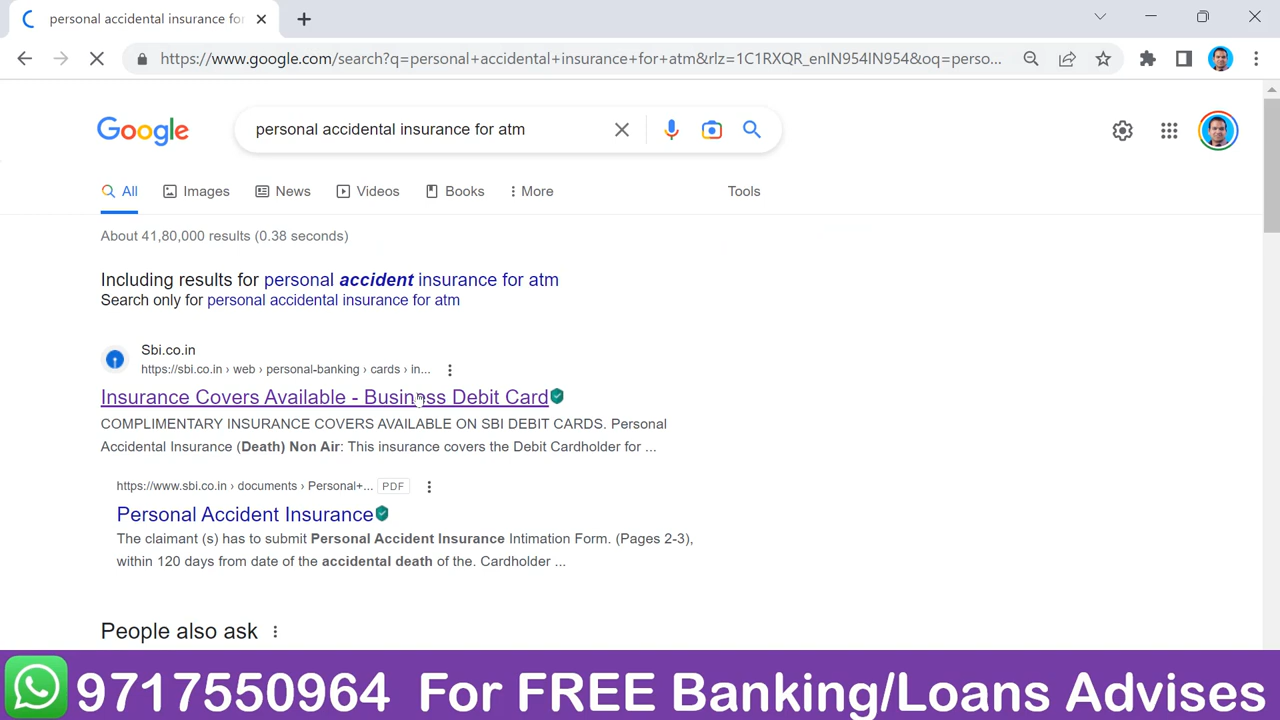 personal accidental insurance for
https://www.google.com/search?q=personal+accidental+insurance+for+atm&rlz=1C1RXQR_enIN954IN954&oq=perso...
Google
personal accidental insurance for atm
All
Images
News
Videos
Books
More
Tools
About 41,80,000 results (0.38 seconds)
Including results for personal accident insurance for atm
Search only for personal accidental insurance for atm
Sbi.co.in
https://sbi.co.in › web › personal-banking › cards › in...
Insurance Covers Available - Business Debit Card
COMPLIMENTARY INSURANCE COVERS AVAILABLE ON SBI DEBIT CARDS. Personal
Accidental Insurance (Death) Non Air: This insurance covers the Debit Cardholder for ...
https://www.sbi.co.in › documents › Personal+... PDF
Personal Accident Insurance
The claimant (s) has to submit Personal Accident Insurance Intimation Form. (Pages 2-3),
within 120 days from date of the accidental death of the. Cardholder ...
People also ask
9717550964 For FREE Banking/Loans Advises